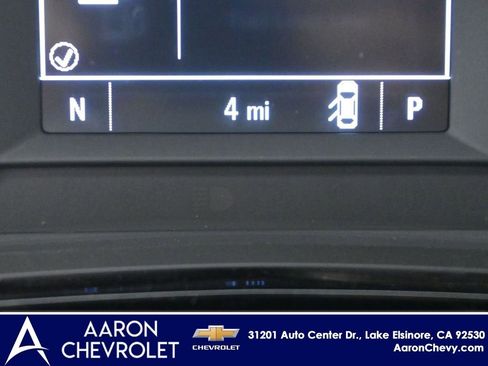 N 4 mi P
AARON
CHEVROLET
CHEVROLET
31201 Auto Center Dr., Lake Elsinore, CA 92530
AaronChevy.com